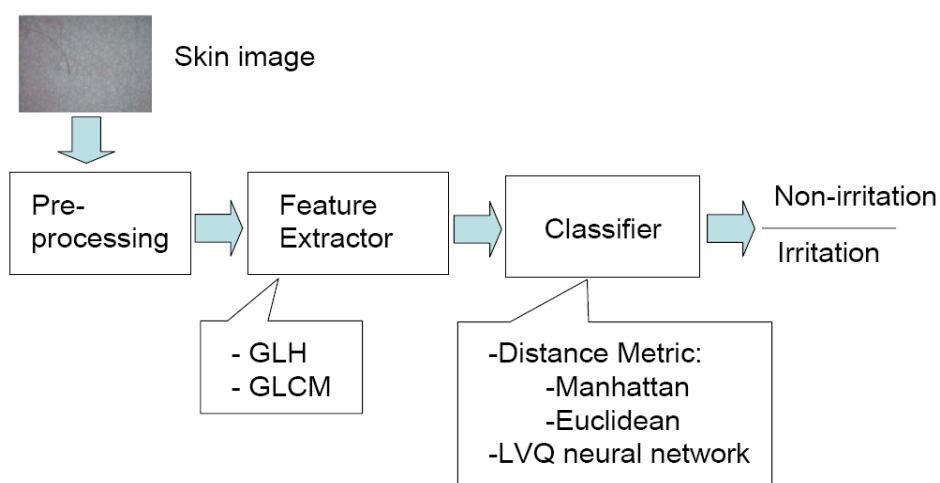 Skin image
Pre-
processing
Feature
Extractor
Classifier
Non-irritation
Irritation
- GLH
- GLCM
-Distance Metric:
-Manhattan
-Euclidean
-LVQ neural network